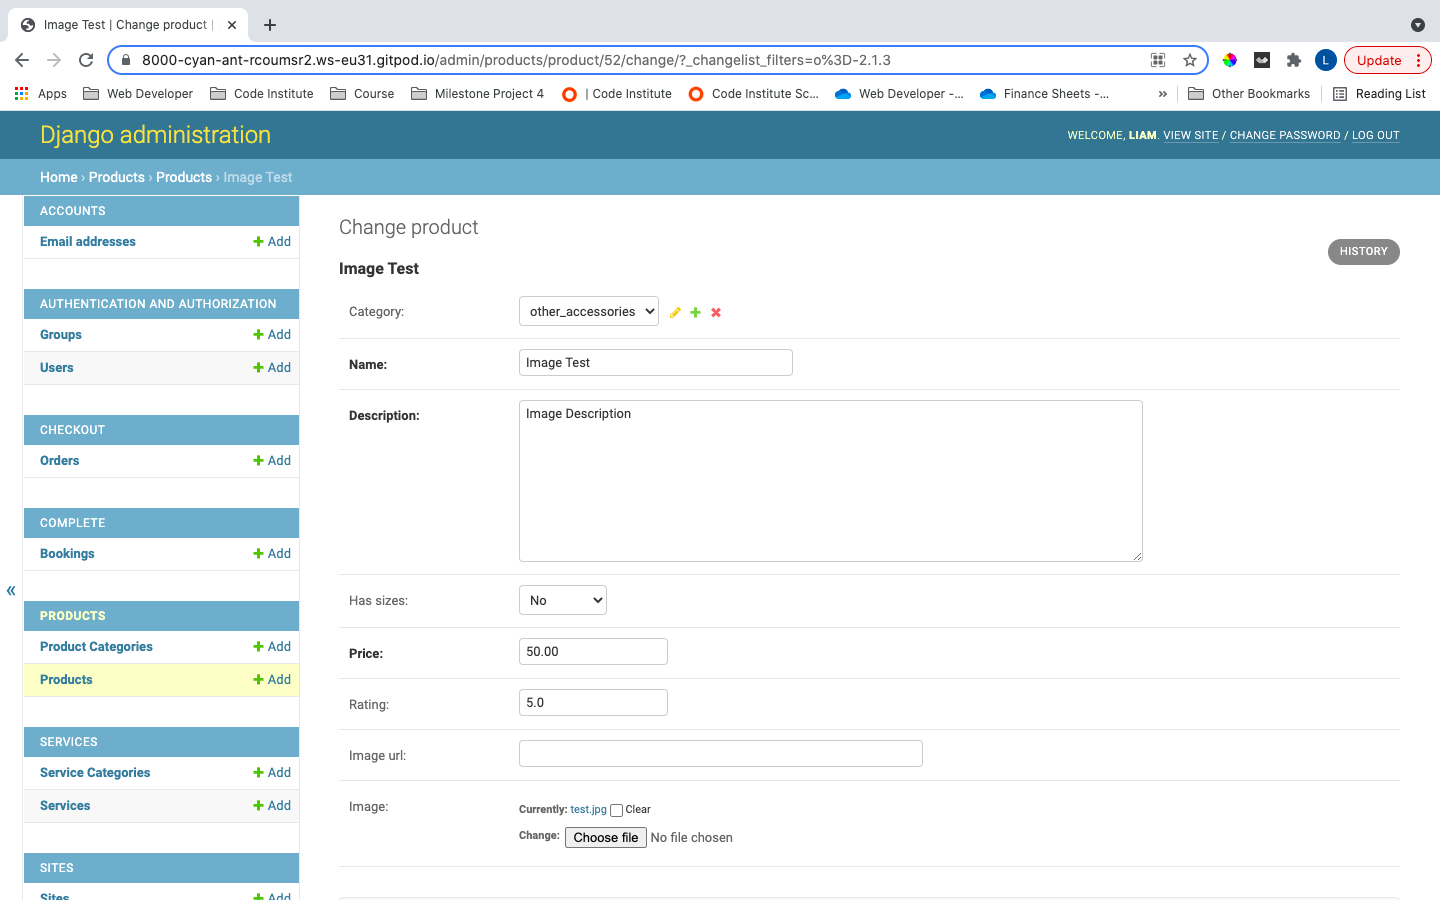 Image Test | Change product |
8000-cyan-ant-rcoumsr2.ws-eu31.gitpod.io/admin/products/product/52/change/?_changelist_filters=o%3D-2.1.3
L
Update
Apps
Web Developer
Code Institute
Course
Milestone Project 4
| Code Institute
Code Institute Sc...
Web Developer -...
Finance Sheets -...
»
Other Bookmarks
Reading List
Django administration
WELCOME, LIAM. VIEW SITE / CHANGE PASSWORD / LOG OUT
Home › Products › Products › Image Test
ACCOUNTS
Email addresses
Add
AUTHENTICATION AND AUTHORIZATION
Groups
Add
Users
Add
CHECKOUT
Orders
Add
COMPLETE
Bookings
Add
«
PRODUCTS
Product Categories
Add
Products
Add
SERVICES
Service Categories
Add
Services
Add
SITES
Sites
Add
Change product
HISTORY
Image Test
Category:
other_accessories
Name:
Image Test
Description:
Image Description
Has sizes:
No
Price:
50.00
Rating:
5.0
Image url:
Image:
Currently: test.jpg Clear
Change: Choose file No file chosen